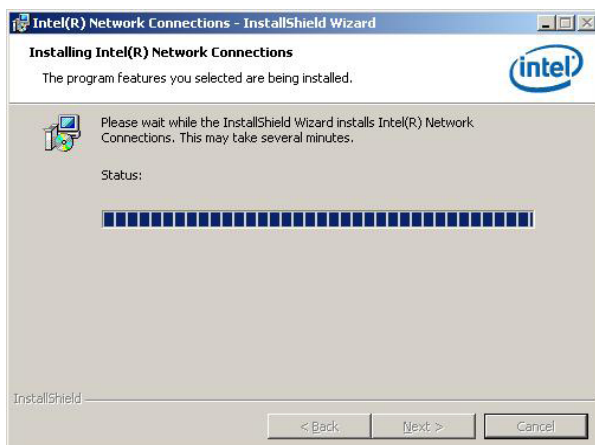 Intel(R) Network Connections - InstallShield Wizard
Installing Intel(R) Network Connections
The program features you selected are being installed.
intel
Please wait while the InstallShield Wizard installs Intel(R) Network
Connections. This may take several minutes.
Status:
InstallShield
< Back
Next >
Cancel